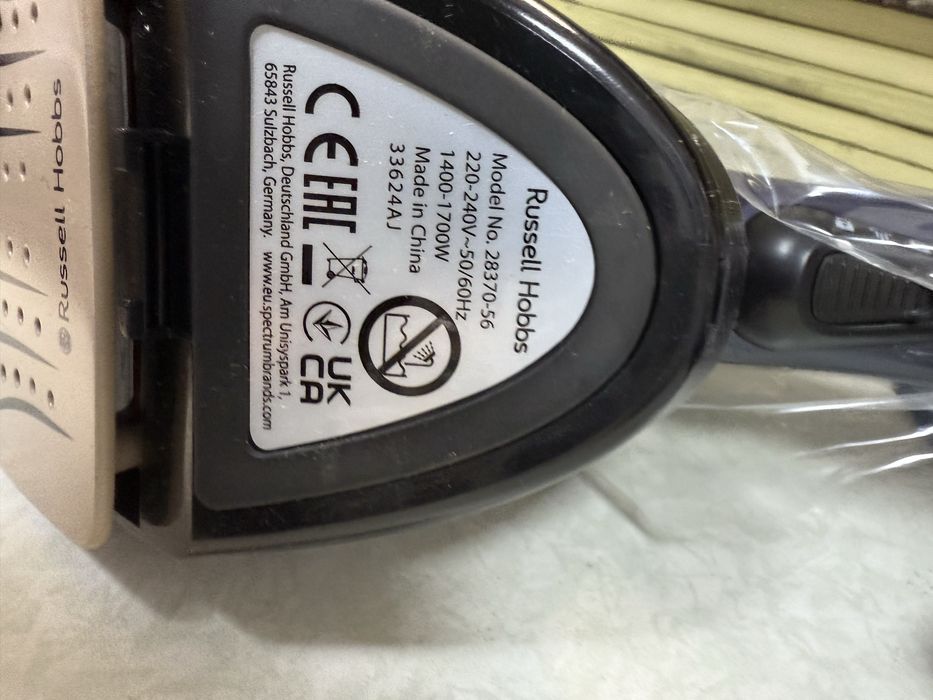 Russell Hobbs
Model No. 28370-56
220-240V~50/60Hz
1400-1700W
Made in China
33624AJ
CE EAC
UK
CA
Russell Hobbs, Deutschland GmbH, Am Unisyspark 1,
65843 Sulzbach, Germany. www.eu.spectrumbrands.com
Russell Hobbs